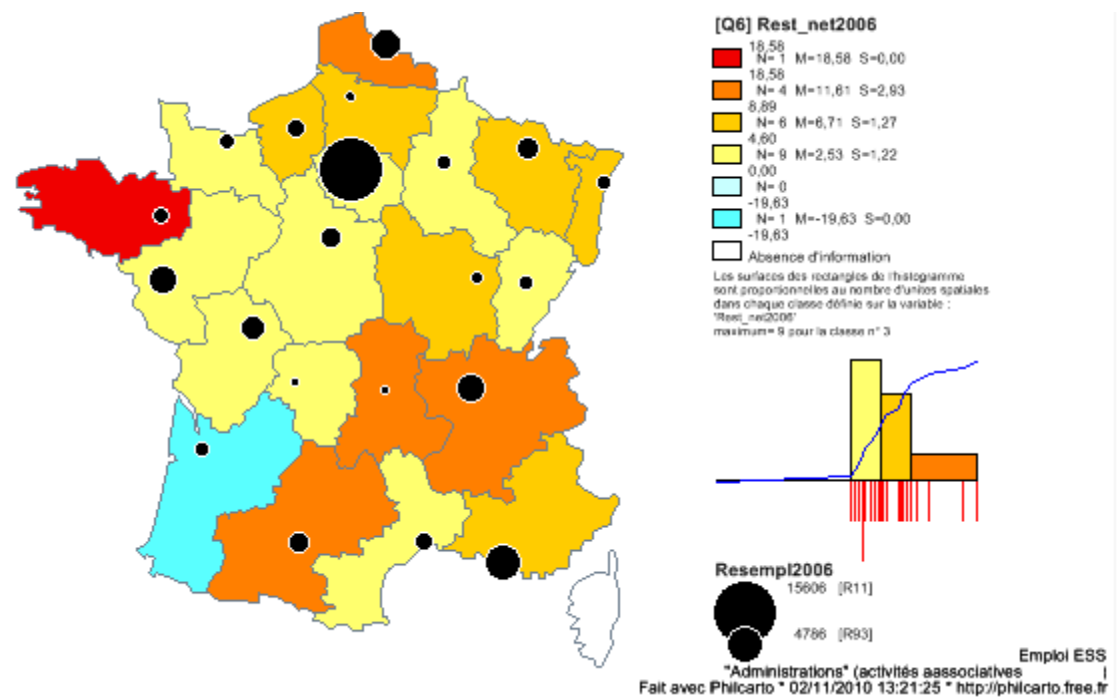 [Q6] Rest_net2006
18,58
N= 1 M=18,58 S=0,00
18,58
N= 4 M=11,61 S=2,93
8,89
N= 6 M=6,71 S=1,27
4,60
N= 9 M=2,53 S=1,22
0,00
N= 0
-19,63
N= 1 M=-19,63 S=0,00
-19,63
Absence d'information
Les surfaces des rectangles de l'histogramme
sont proportionnelles au nombre d'unites spatiales
dans chaque classe définie sur la variable :
'Rest_net2006'
maximum= 9 pour la classe n° 3
Resempl2006
15606 [R11]
4786 [R93]
Emploi ESS
"Administrations" (activités aassociatives )
Fait avec Philcarto * 02/11/2010 13:21:25 * http://philcarto.free.fr